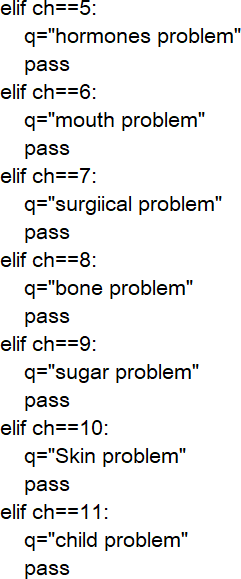 elif ch==5:
    q="hormones problem"
    pass
elif ch==6:
    q="mouth problem"
    pass
elif ch==7:
    q="surgiical problem"
    pass
elif ch==8:
    q="bone problem"
    pass
elif ch==9:
    q="sugar problem"
    pass
elif ch==10:
    q="Skin problem"
    pass
elif ch==11:
    q="child problem"
    pass